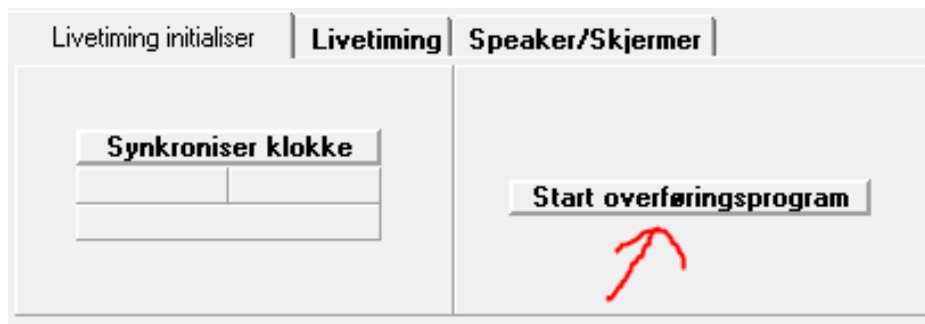 Livetiming initialiser Livetiming Speaker/Skjermer
Synkroniser klokke
Start overføringsprogram